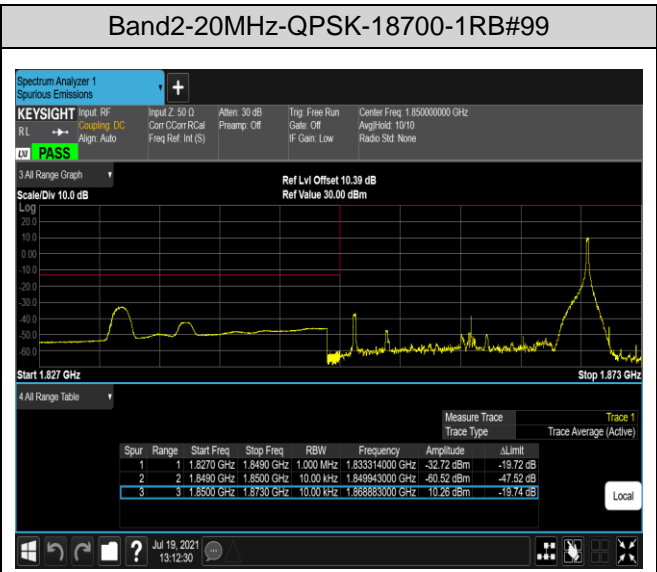 Band2-20MHz-QPSK-18700-1RB#99
Spectrum Analyzer 1
Spurious Emissions
+
KEYSIGHT Input: RF Input Z: 50 Ω Atten: 30 dB Trig: Free Run Center Freq: 1.850000000 GHz
RL Coupling: DC Corr CCorr RCal Preamp: Off Gate: Off Avg|Hold: 10/10
Align: Auto Freq Ref: Int (S) IF Gain: Low Radio Std: None
LXI PASS
3 All Range Graph
Ref Lvl Offset 10.39 dB
Scale/Div 10.0 dB Ref Value 30.00 dBm
Log
20.0
10.0
0.00
-10.0
-20.0
-30.0
-40.0
-50.0
-60.0
Start 1.827 GHz Stop 1.873 GHz
4 All Range Table
Measure Trace Trace 1
Trace Type Trace Average (Active)
Spur Range Start Freq Stop Freq RBW Frequency Amplitude ΔLimit
1 1 1.8270 GHz 1.8490 GHz 1.000 MHz 1.833314000 GHz -32.72 dBm -19.72 dB
2 2 1.8490 GHz 1.8500 GHz 10.00 kHz 1.849943000 GHz -60.52 dBm -47.52 dB
3 3 1.8500 GHz 1.8730 GHz 10.00 kHz 1.868883000 GHz 10.26 dBm -19.74 dB
Local
? Jul 19, 2021
13:12:30